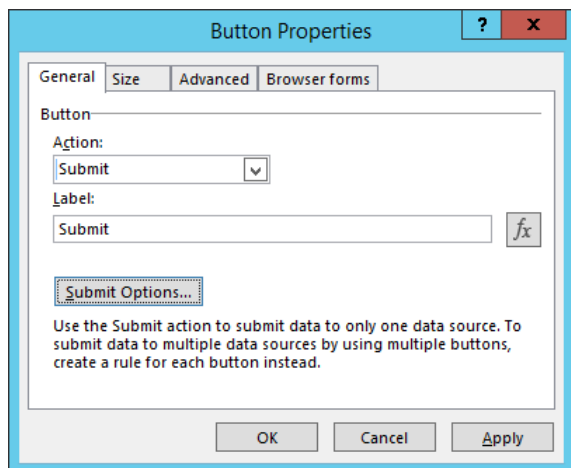 Button Properties
?
x
General
Size
Advanced
Browser forms
Button
Action:
Submit
Label:
Submit
fx
Submit Options...
Use the Submit action to submit data to only one data source. To
submit data to multiple data sources by using multiple buttons,
create a rule for each button instead.
OK
Cancel
Apply